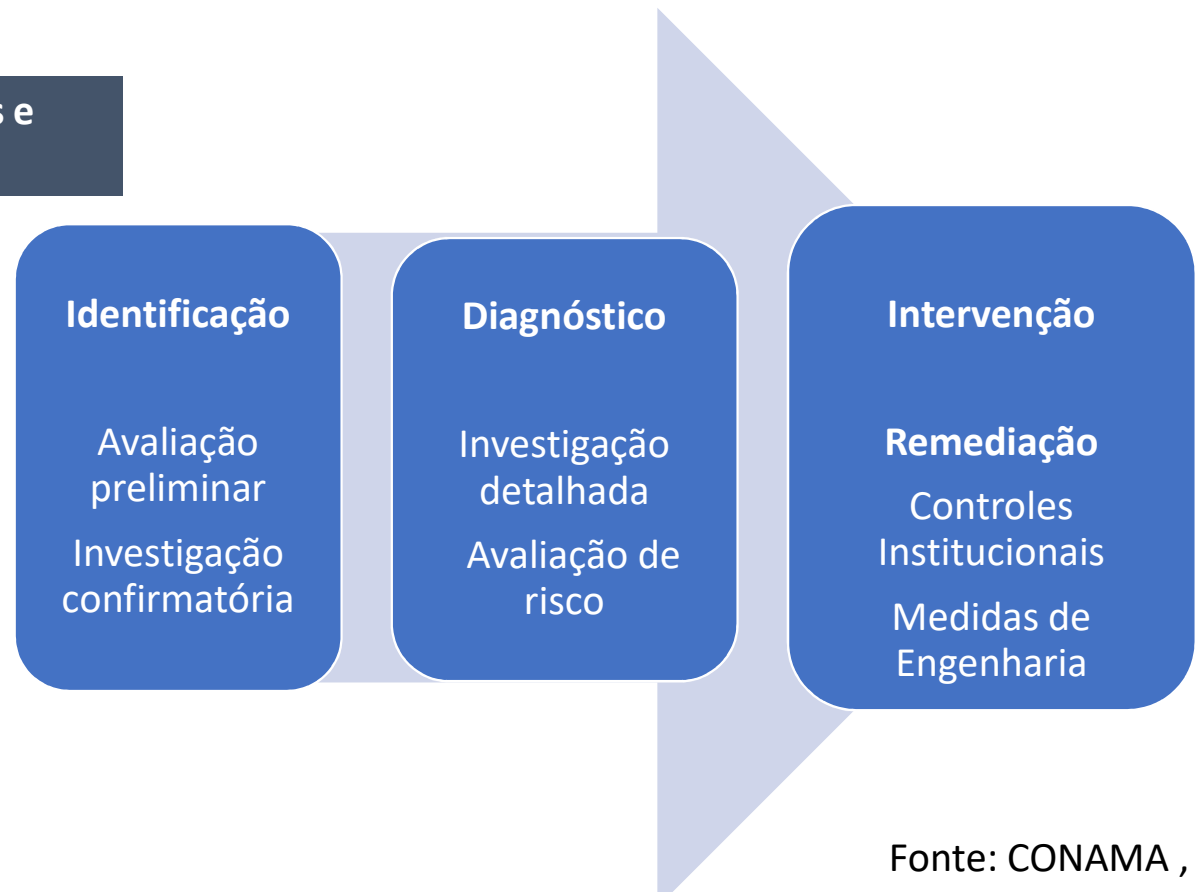 s e
Identificação
Avaliação
preliminar
Investigação
confirmatória
Diagnóstico
Investigação
detalhada
Avaliação de
risco
Intervenção
Remediação
Controles
Institucionais
Medidas de
Engenharia
Fonte: CONAMA ,